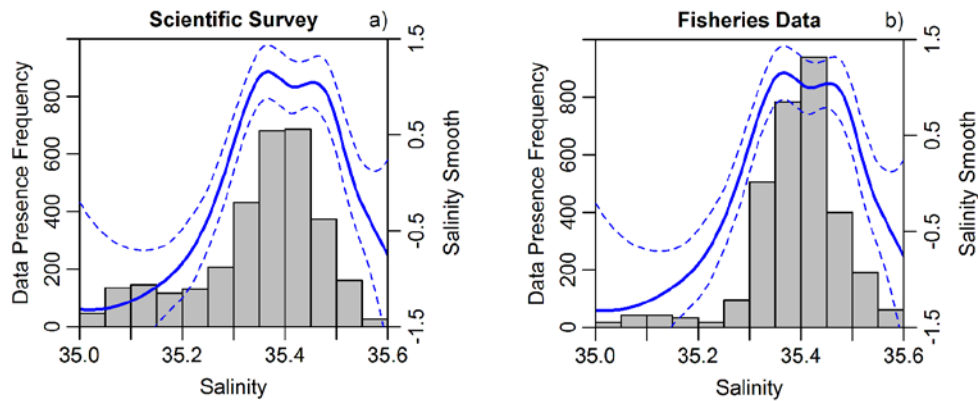 Scientific Survey a)
Data Presence Frequency
0 200 400 600 800
-1.5 -0.5 0.5 1.5
Salinity Smooth
35.0 35.2 35.4 35.6
Salinity
Fisheries Data b)
Data Presence Frequency
0 200 400 600 800
-1.5 -0.5 0.5 1.5
Salinity Smooth
35.0 35.2 35.4 35.6
Salinity